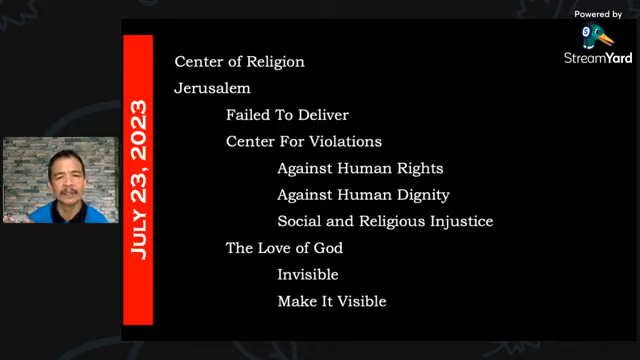 Powered by
StreamYard
JULY 23, 2023
Center of Religion
Jerusalem
Failed To Deliver
Center For Violations
Against Human Rights
Against Human Dignity
Social and Religious Injustice
The Love of God
Invisible
Make It Visible